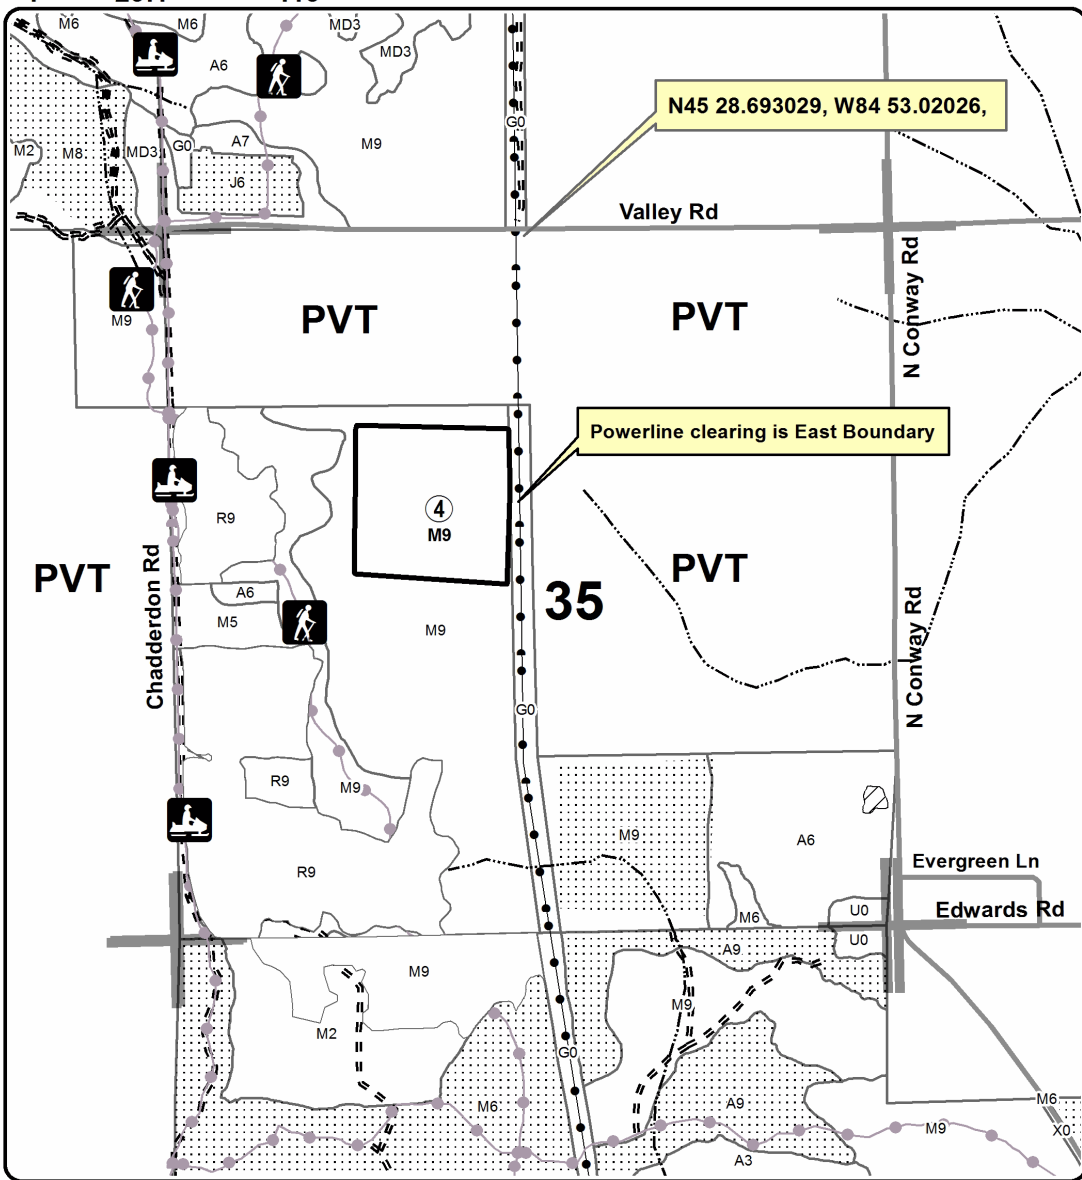 M6
M6
MD3
MD3
A6
N45 28.693029, W84 53.02026,
G0
M2
M8
MD3
G0
A7
M9
J6
Valley Rd
N Conway Rd
M9
PVT
PVT
Powerline clearing is East Boundary
R9
4
M9
PVT
Chadderdon Rd
PVT
35
A6
M5
M9
N Conway Rd
G0
R9
M9
M9
A6
R9
Evergreen Ln
M6
U0
Edwards Rd
U0
A9
M9
M9
M2
G0
M6
A9
M6
M9
X0
A3